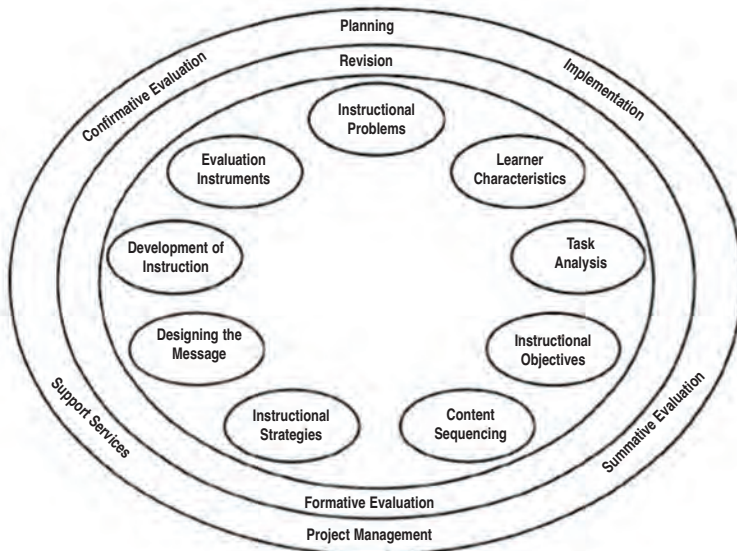 Planning
Confirmative Evaluation
Implementation
Revision
Instructional
Problems
Evaluation
Instruments
Learner
Characteristics
Development of
Instruction
Task
Analysis
Designing the
Message
Instructional
Objectives
Instructional
Strategies
Content
Sequencing
Support Services
Summative Evaluation
Formative Evaluation
Project Management